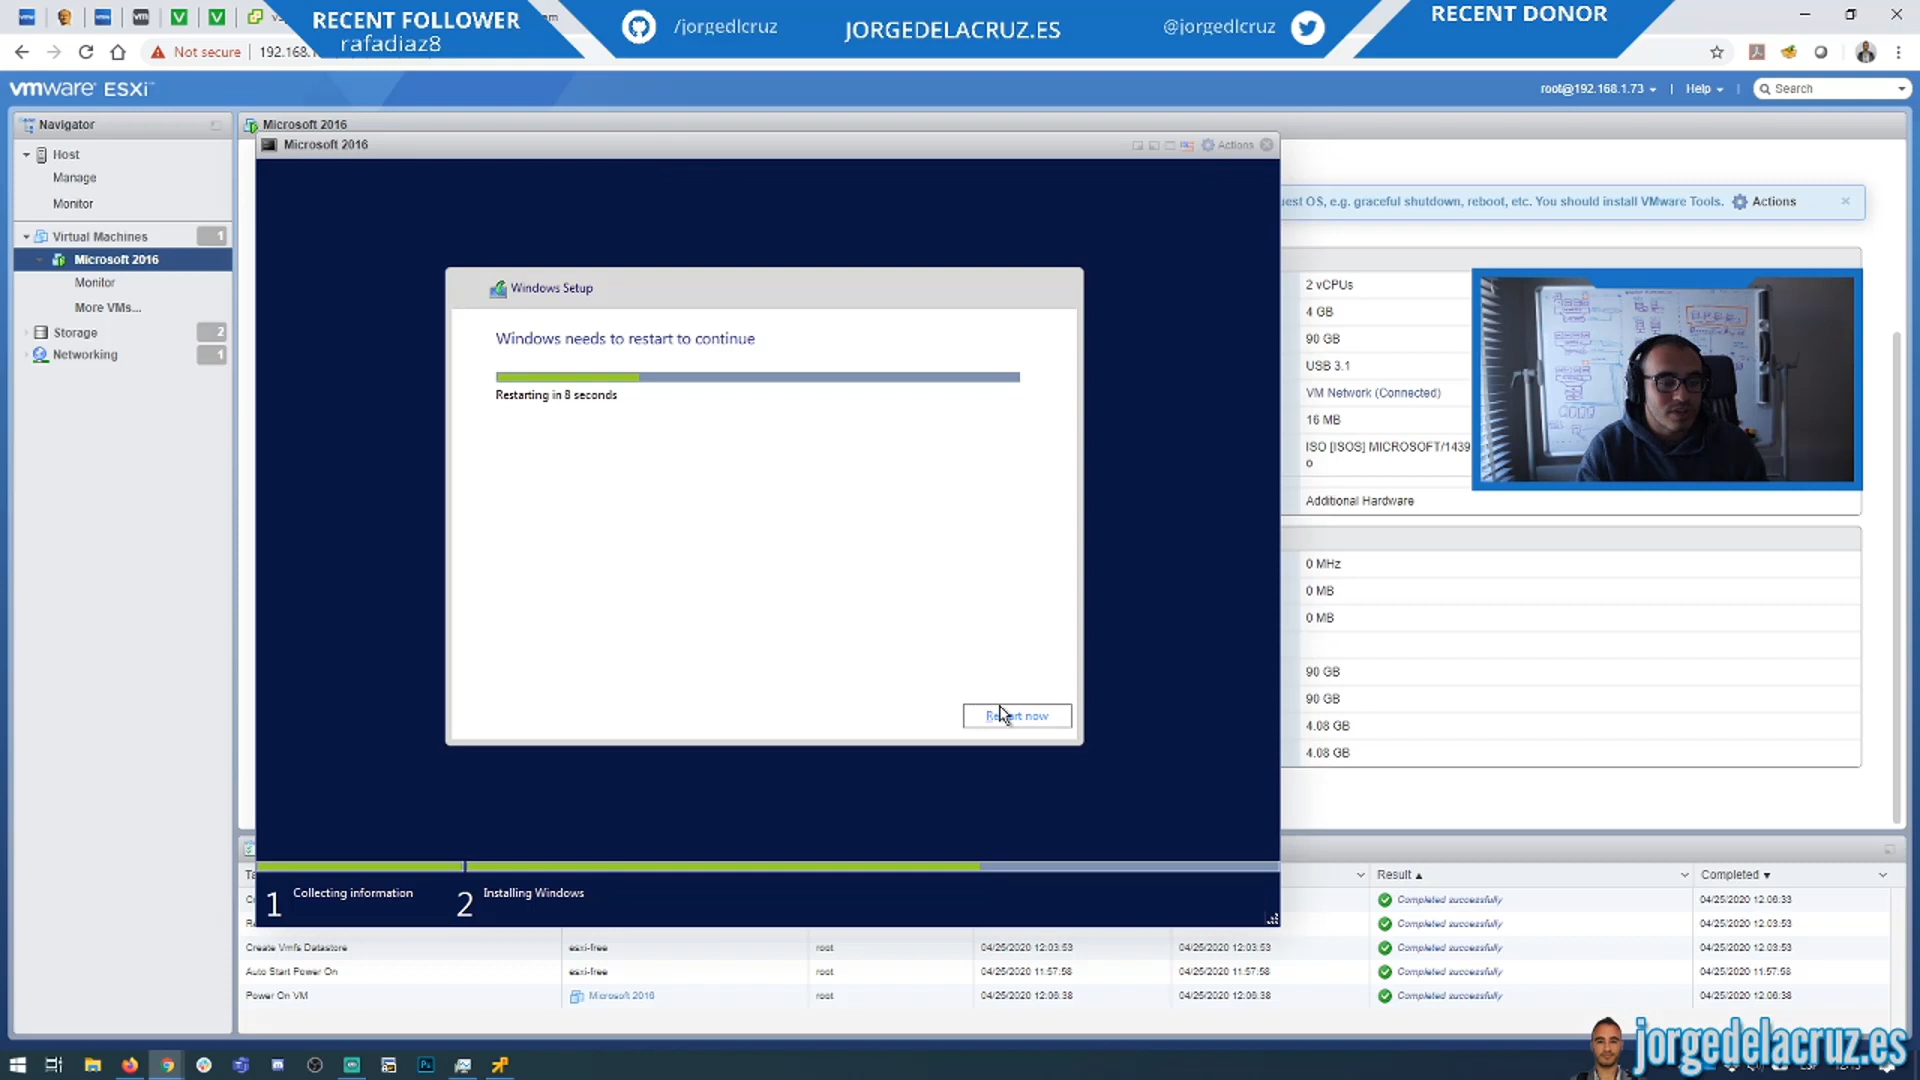 RECENT FOLLOWER
rafadiaz8
/jorgedlcruz
JORGEDELACRUZ.ES
@jorgedlcruz
RECENT DONOR
Not secure
192.168.1
vmware ESXi
root@192.168.1.73
Help
Search
Navigator
Host
Manage
Monitor
Virtual Machines
1
Microsoft 2016
Monitor
More VMs...
Storage
2
Networking
1
Microsoft 2016
Microsoft 2016
Actions
est OS, e.g. graceful shutdown, reboot, etc. You should install VMware Tools.
Actions
Windows Setup
Windows needs to restart to continue
Restarting in 8 seconds
Restart now
1 Collecting information
2 Installing Windows
2 vCPUs
4 GB
90 GB
USB 3.1
VM Network (Connected)
16 MB
ISO [ISOS] MICROSOFT/1439
o
Additional Hardware
0 MHz
0 MB
0 MB
90 GB
90 GB
4.08 GB
4.08 GB
Result
Completed
Completed successfully 04/25/2020 12:06:33
Completed successfully 04/25/2020 12:03:53
Create Vmfs Datastore esxi-free root 04/25/2020 12:03:53 04/25/2020 12:03:53 Completed successfully 04/25/2020 12:03:53
Auto Start Power On esxi-free root 04/25/2020 11:57:58 04/25/2020 11:57:58 Completed successfully 04/25/2020 11:57:58
Power On VM Microsoft 2016 root 04/25/2020 12:06:38 04/25/2020 12:06:38 Completed successfully 04/25/2020 12:06:38
jorgedelacruz.es